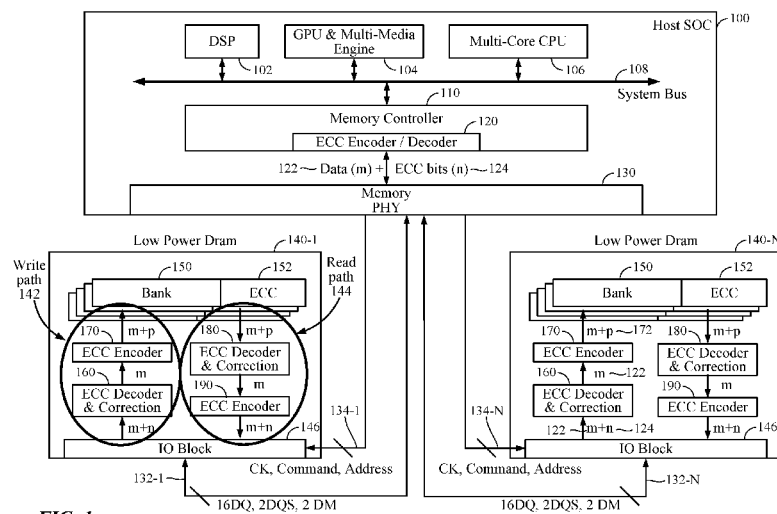 Host SOC 100
DSP
GPU & Multi-Media Engine
Multi-Core CPU
102
104
106
108
System Bus
110
Memory Controller
120
ECC Encoder / Decoder
122 Data (m) + ECC bits (n) 124
130
Memory PHY
Low Power Dram
140-1
Write path 142
150
152
Read path 144
Bank
ECC
170
m+p
180
m+p
ECC Encoder
ECC Decoder & Correction
160
m
190
m
ECC Decoder & Correction
ECC Encoder
m+n
m+n
146
IO Block
134-1
CK, Command, Address
132-1
16DQ, 2DQS, 2 DM
Low Power Dram
140-N
150
152
Bank
ECC
170
m+p 172
180
m+p
ECC Encoder
ECC Decoder & Correction
160
m 122
190
m
ECC Decoder & Correction
ECC Encoder
122 m+n 124
m+n
146
IO Block
134-N
CK, Command, Address
132-N
16DQ, 2DQS, 2 DM